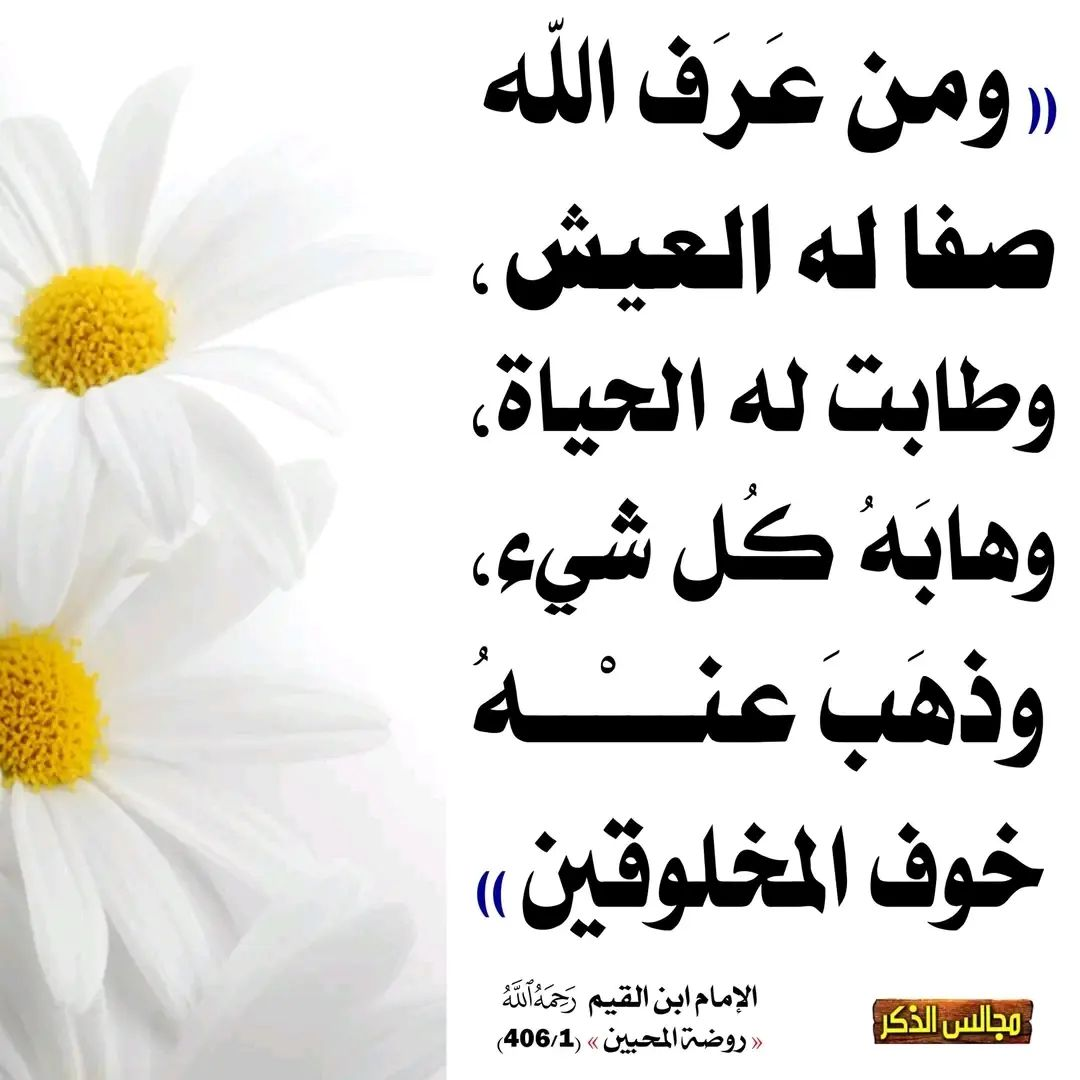 (( ومن عَرَف اللّه
صفا له العيش ،
وطابت له الحياة،
وهابَهُ كُل شيء،
وذهَبَ عنـــــْـــهُ
خوف المخلوقين ))
الإمام ابن القيم رَحِمَهُ ٱللَّهُ
« روضة المحبين » (406/1)
مجالس الذكر